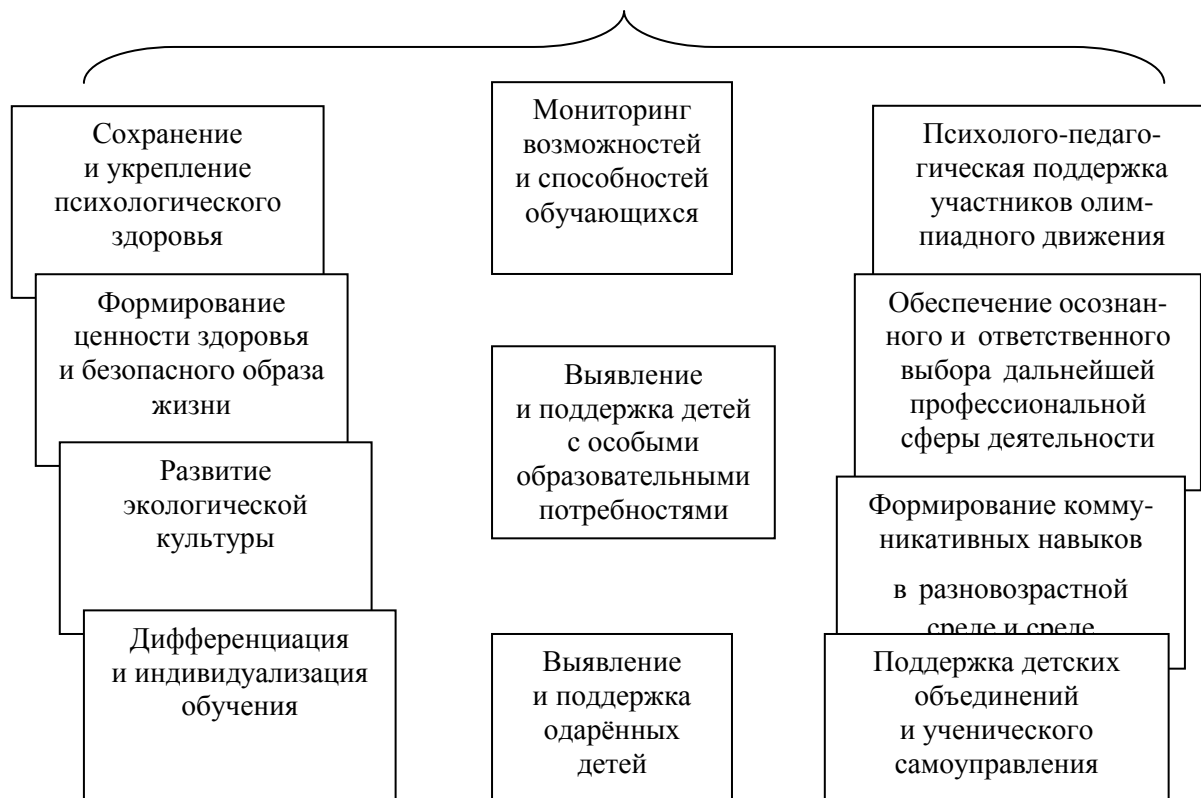 Сохранение
и укрепление
психологического
здоровья
Формирование
ценности здоровья
и безопасного образа
жизни
Развитие
экологической
культуры
Дифференциация
и индивидуализация
обучения
Мониторинг
возможностей
и способностей
обучающихся
Выявление
и поддержка детей
с особыми
образовательными
потребностями
Выявление
и поддержка
одарённых
детей
Психолого-педаго-
гическая поддержка
участников олим-
пиадного движения
Обеспечение осознан-
ного и ответственного
выбора дальнейшей
профессиональной
сферы деятельности
Формирование комму-
никативных навыков
в разновозрастной
среде и среде
Поддержка детских
объединений
и ученического
самоуправления